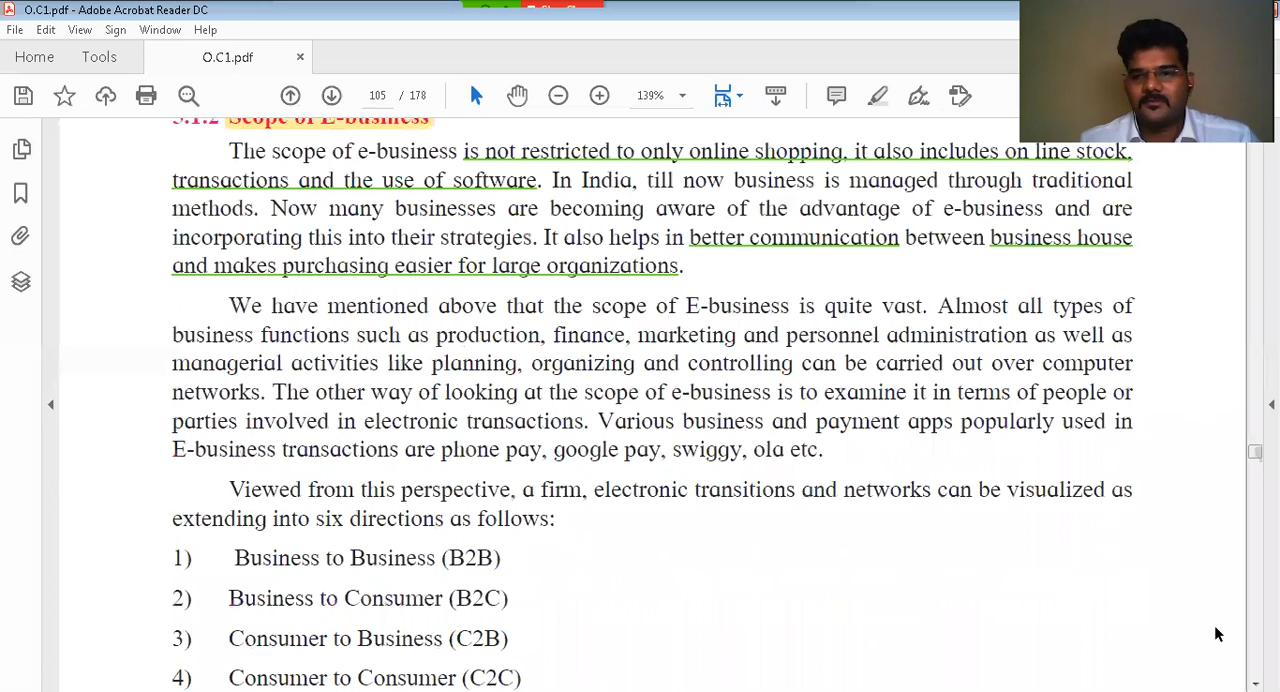 O.C1.pdf - Adobe Acrobat Reader DC
File Edit View Sign Window Help
Home Tools O.C1.pdf ×
105 / 178 139%
5.1.2 Scope of E-business
The scope of e-business is not restricted to only online shopping, it also includes on line stock,
transactions and the use of software. In India, till now business is managed through traditional
methods. Now many businesses are becoming aware of the advantage of e-business and are
incorporating this into their strategies. It also helps in better communication between business house
and makes purchasing easier for large organizations.
We have mentioned above that the scope of E-business is quite vast. Almost all types of
business functions such as production, finance, marketing and personnel administration as well as
managerial activities like planning, organizing and controlling can be carried out over computer
networks. The other way of looking at the scope of e-business is to examine it in terms of people or
parties involved in electronic transactions. Various business and payment apps popularly used in
E-business transactions are phone pay, google pay, swiggy, ola etc.
Viewed from this perspective, a firm, electronic transitions and networks can be visualized as
extending into six directions as follows:
1) Business to Business (B2B)
2) Business to Consumer (B2C)
3) Consumer to Business (C2B)
4) Consumer to Consumer (C2C)